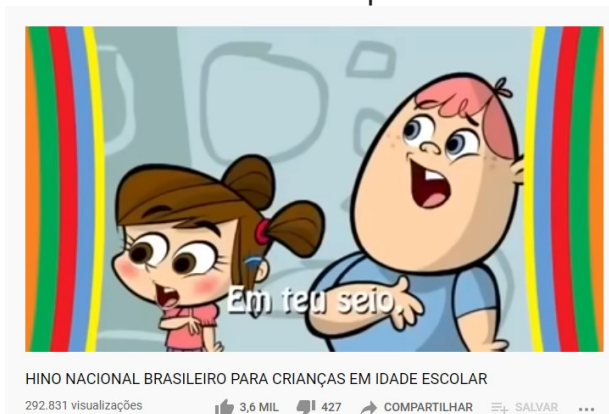 Em teu seio,
HINO NACIONAL BRASILEIRO PARA CRIANÇAS EM IDADE ESCOLAR
292.831 visualizações 3,6 MIL 427 COMPARTILHAR SALVAR